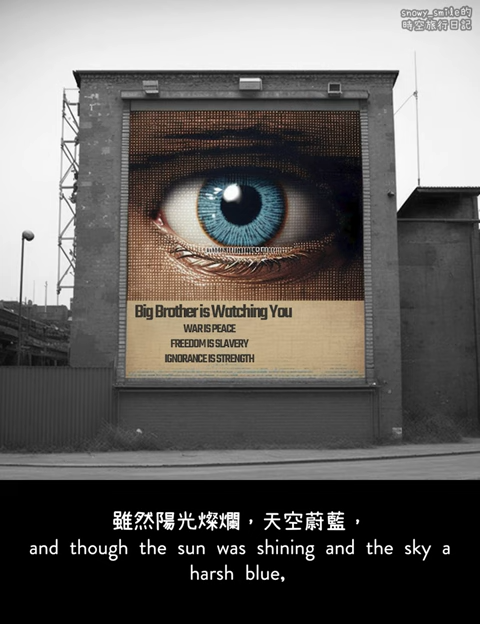 snowy_smile的
時空旅行日記
Big Brother is Watching You
WAR IS PEACE
FREEDOM IS SLAVERY
IGNORANCE IS STRENGTH
雖然陽光燦爛，天空蔚藍，
and though the sun was shining and the sky a
harsh blue,